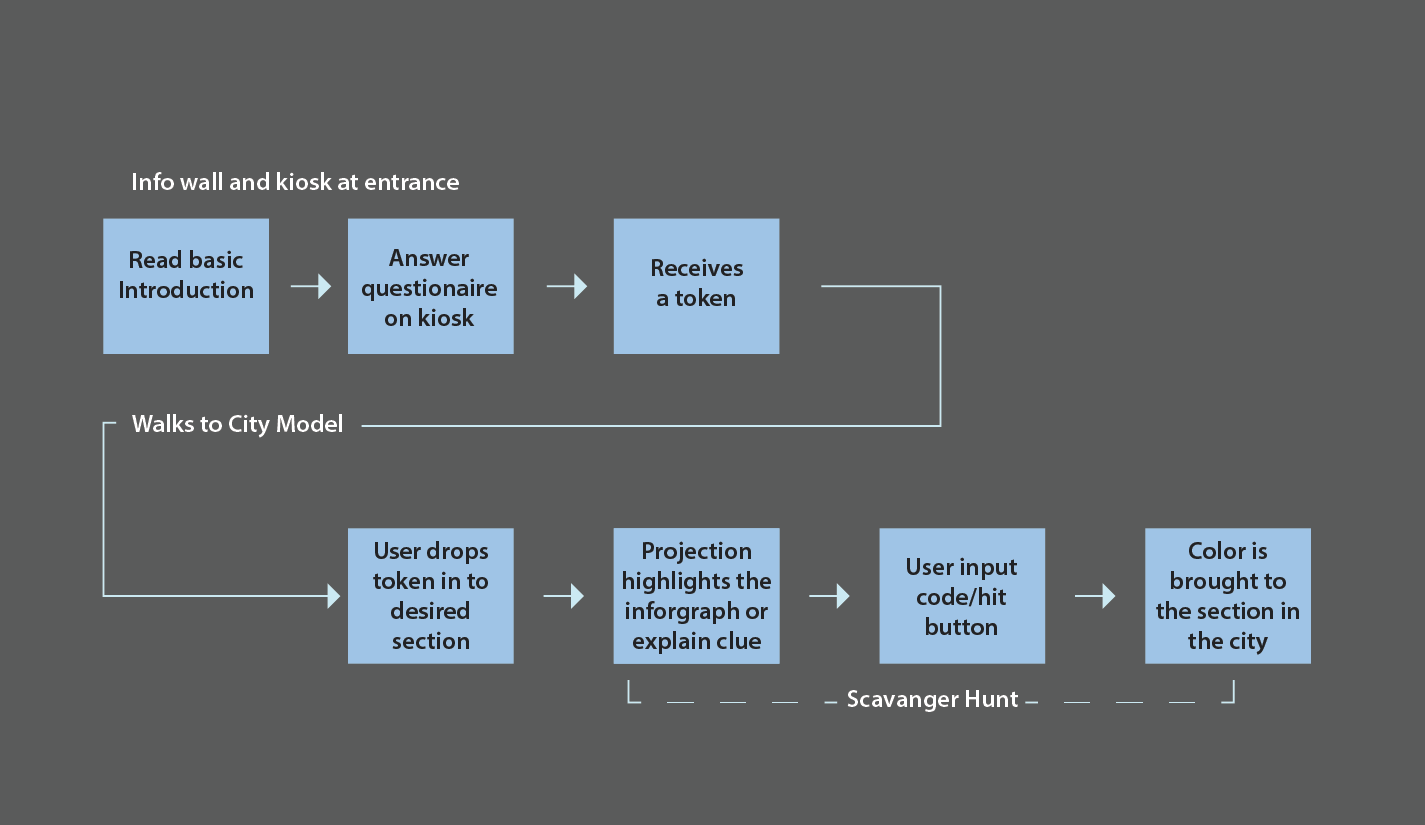 Info wall and kiosk at entrance
Read basic
Introduction
Answer
questionaire
on kiosk
Receives
a token
Walks to City Model
User drops
token in to
desired
section
Projection
highlights the
inforgraph or
explain clue
User input
code/hit
button
Color is
brought to
the section in
the city
Scavanger Hunt